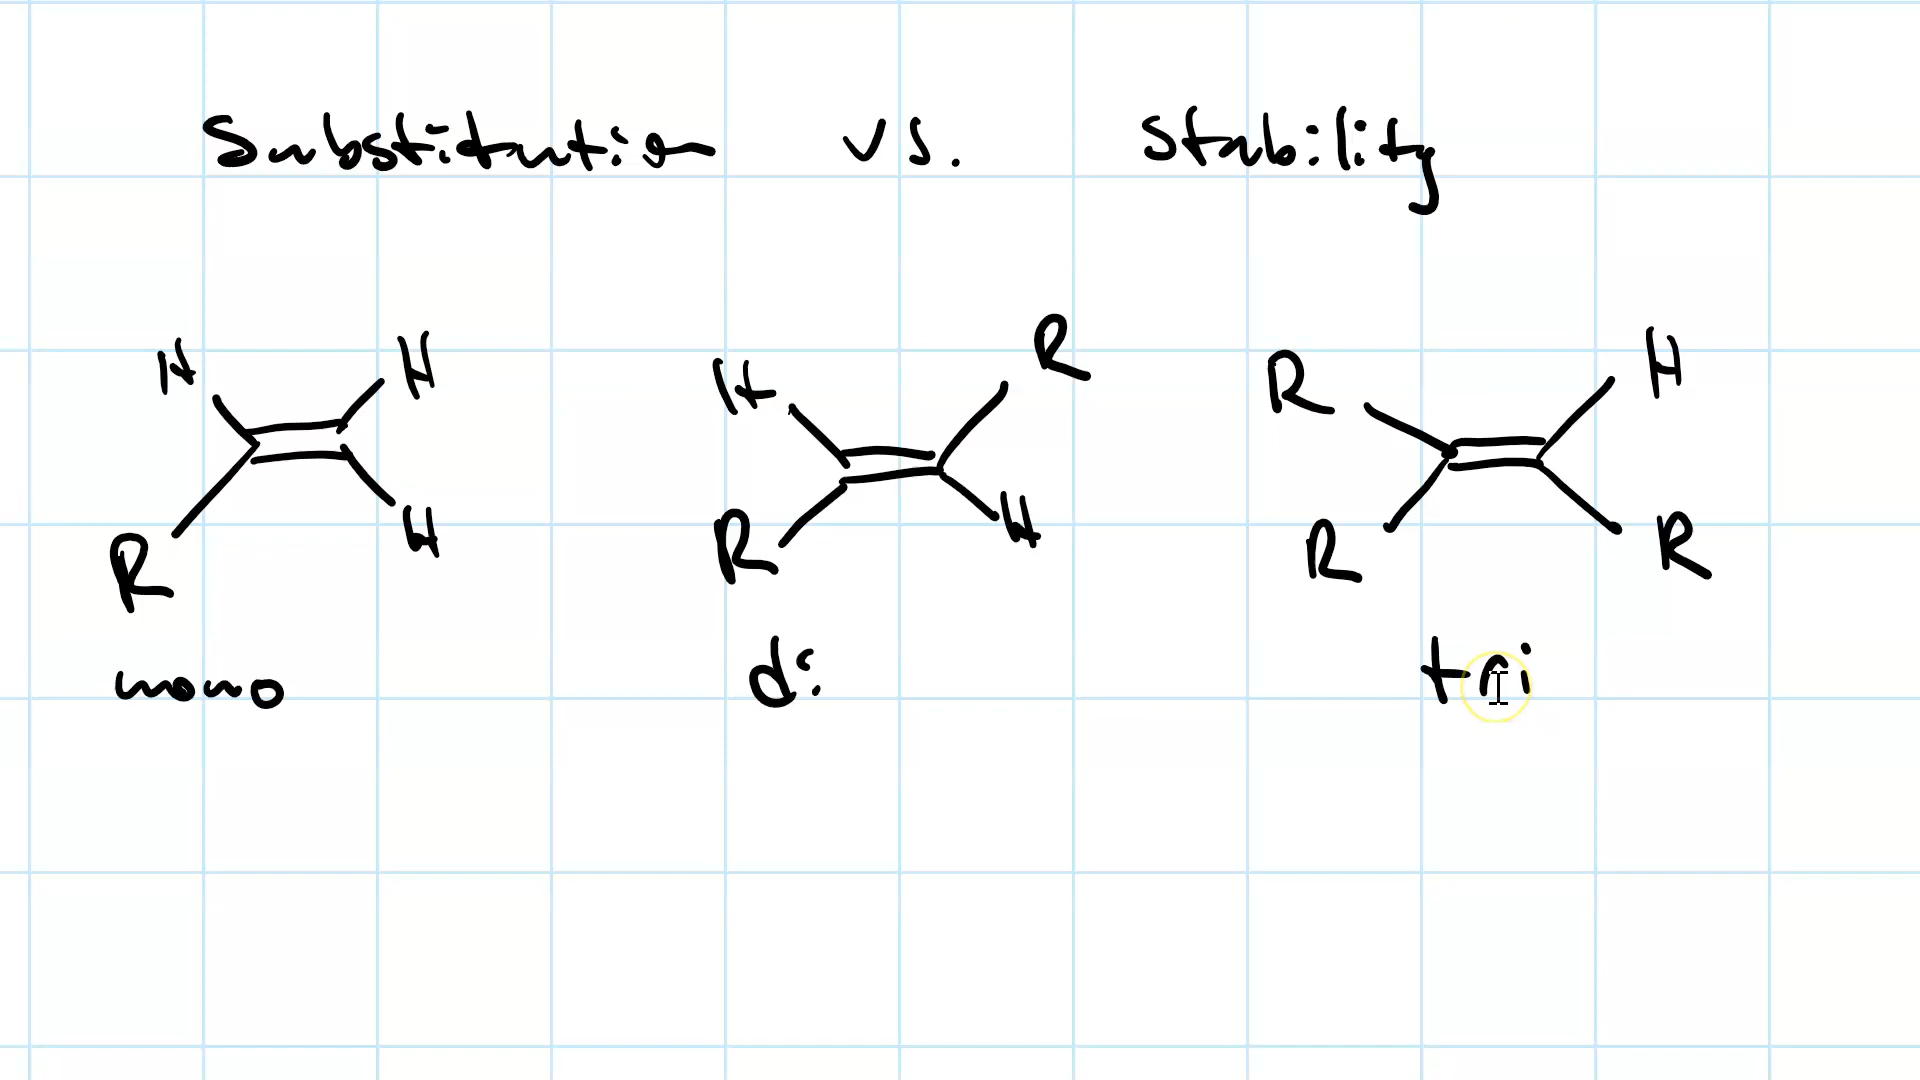 Substitution vs. Stability
H H H R R H
R H R H R R
mono di tri